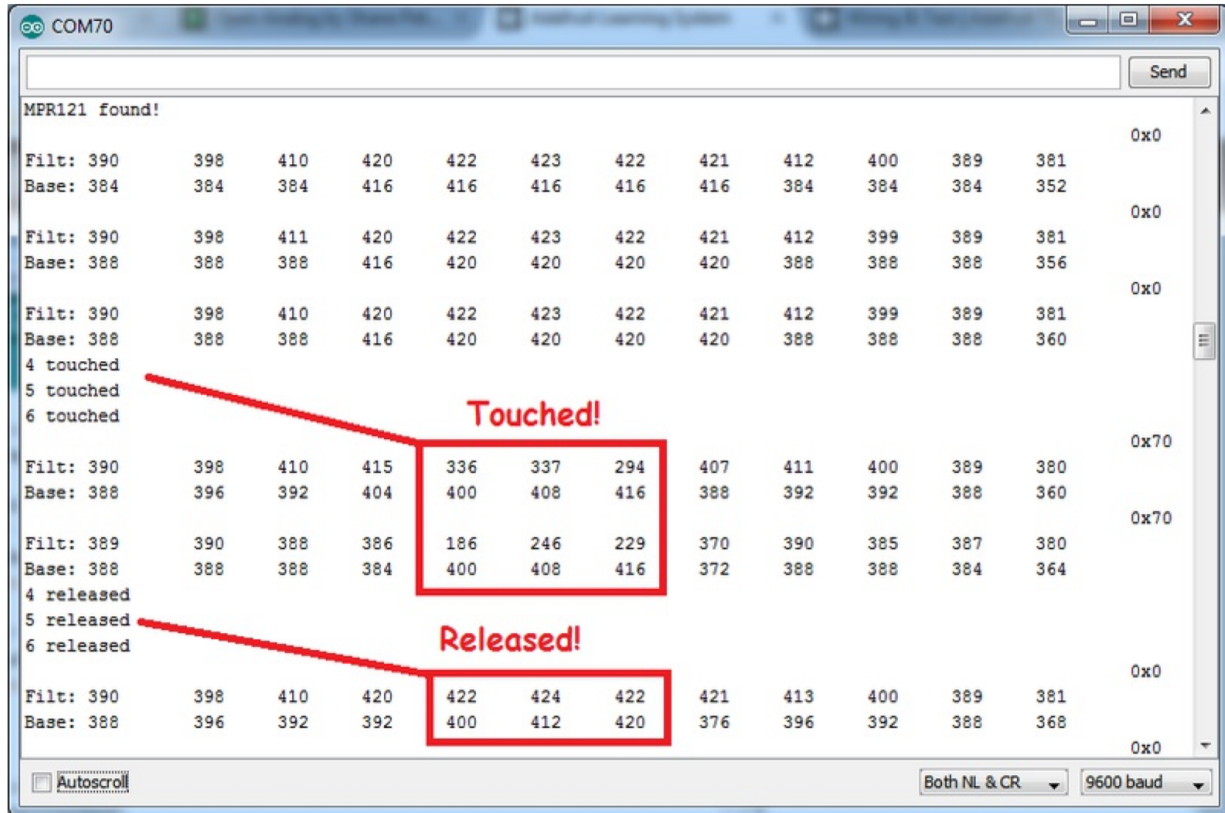 COM70
Send
MPR121 found!
0x0
Filt: 390 398 410 420 422 423 422 421 412 400 389 381
Base: 384 384 384 416 416 416 416 416 384 384 384 352
0x0
Filt: 390 398 411 420 422 423 422 421 412 399 389 381
Base: 388 388 388 416 420 420 420 420 388 388 388 356
0x0
Filt: 390 398 410 420 422 423 422 421 412 399 389 381
Base: 388 388 388 416 420 420 420 420 388 388 388 360
4 touched
5 touched
6 touched
Touched!
0x70
Filt: 390 398 410 415 336 337 294 407 411 400 389 380
Base: 388 396 392 404 400 408 416 388 392 392 388 360
0x70
Filt: 389 390 388 386 186 246 229 370 390 385 387 380
Base: 388 388 388 384 400 408 416 372 388 388 384 364
4 released
5 released
6 released
Released!
0x0
Filt: 390 398 410 420 422 424 422 421 413 400 389 381
Base: 388 396 392 392 400 412 420 376 396 392 388 368
0x0
Autoscroll
Both NL & CR
9600 baud